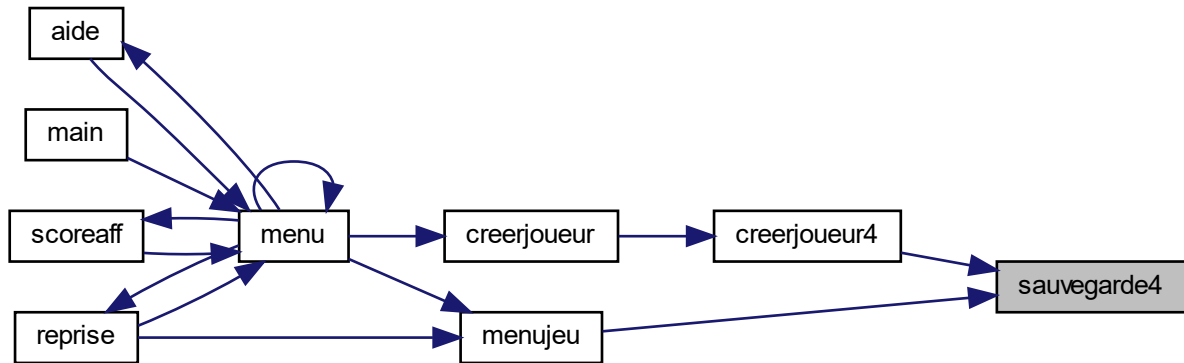 aide
main
scoreaff
menu
creerjoueur
creerjoueur4
sauvegarde4
reprise
menujeu